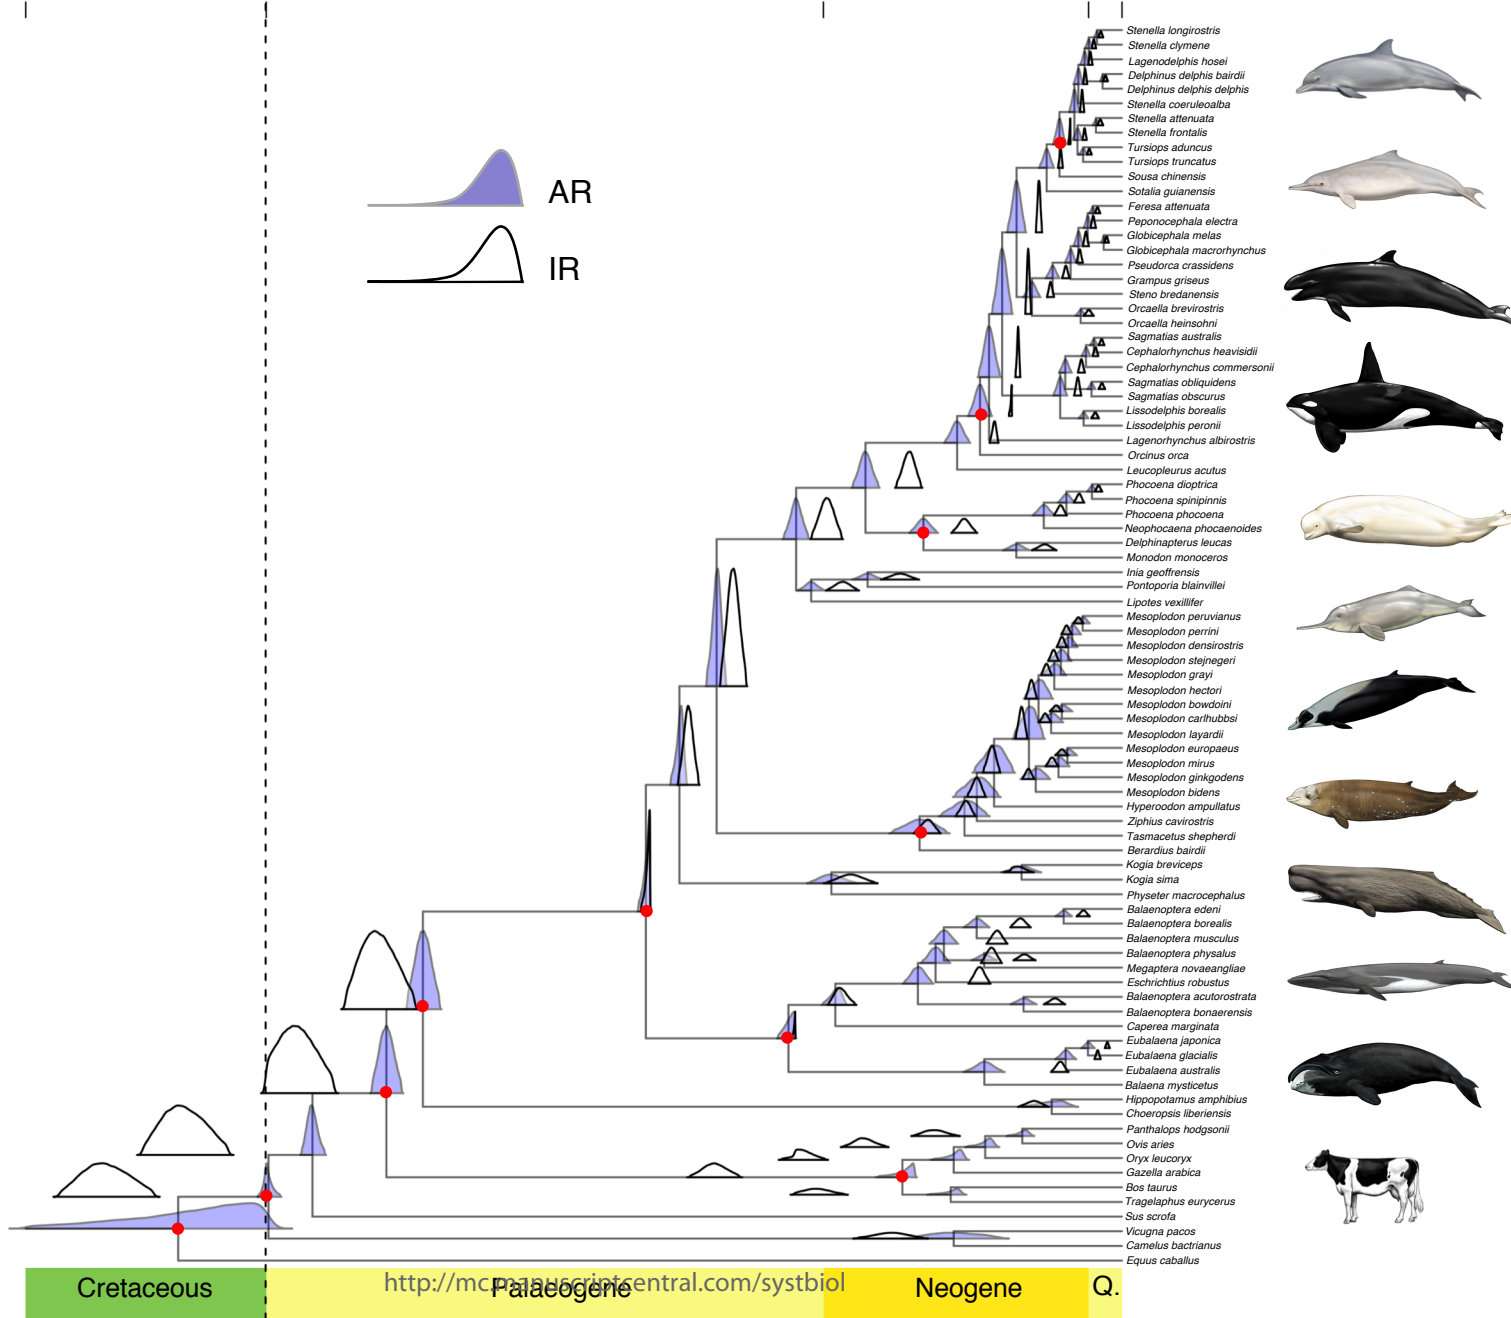 AR
IR
Stenella longirostris
Stenella clymene
Lagenodelphis hosei
Delphinus delphis bairdii
Delphinus delphis delphis
Stenella coeruleoalba
Stenella attenuata
Stenella frontalis
Tursiops aduncus
Tursiops truncatus
Sousa chinensis
Sotalia guianensis
Feresa attenuata
Peponocephala electra
Globicephala melas
Globicephala macrorhynchus
Pseudorca crassidens
Grampus griseus
Steno bredanensis
Orcaella brevirostris
Orcaella heinsohni
Sagmatias australis
Cephalorhynchus heavisidii
Cephalorhynchus commersonii
Sagmatias obliquidens
Sagmatias obscurus
Lissodelphis borealis
Lissodelphis peronii
Lagenorhynchus albirostris
Orcinus orca
Leucopleurus acutus
Phocoena dioptrica
Phocoena spinipinnis
Phocoena phocoena
Neophocaena phocaenoides
Delphinapterus leucas
Monodon monoceros
Inia geoffrensis
Pontoporia blainvillei
Lipotes vexillifer
Mesoplodon peruvianus
Mesoplodon perrini
Mesoplodon densirostris
Mesoplodon stejnegeri
Mesoplodon grayi
Mesoplodon hectori
Mesoplodon bowdoini
Mesoplodon carlhubbsi
Mesoplodon layardii
Mesoplodon europaeus
Mesoplodon mirus
Mesoplodon ginkgodens
Mesoplodon bidens
Hyperoodon ampullatus
Ziphius cavirostris
Tasmacetus shepherdi
Berardius bairdii
Kogia breviceps
Kogia sima
Physeter macrocephalus
Balaenoptera edeni
Balaenoptera borealis
Balaenoptera musculus
Balaenoptera physalus
Megaptera novaeangliae
Eschrichtius robustus
Balaenoptera acutorostrata
Balaenoptera bonaerensis
Caperea marginata
Eubalaena japonica
Eubalaena glacialis
Eubalaena australis
Balaena mysticetus
Hippopotamus amphibius
Choeropsis liberiensis
Panthalops hodgsonii
Ovis aries
Oryx leucoryx
Gazella arabica
Bos taurus
Tragelaphus eurycerus
Sus scrofa
Vicugna pacos
Camelus bactrianus
Equus caballus
Cretaceous Palaeogene Neogene Q.
http://mc.manuscriptcentral.com/systbiol